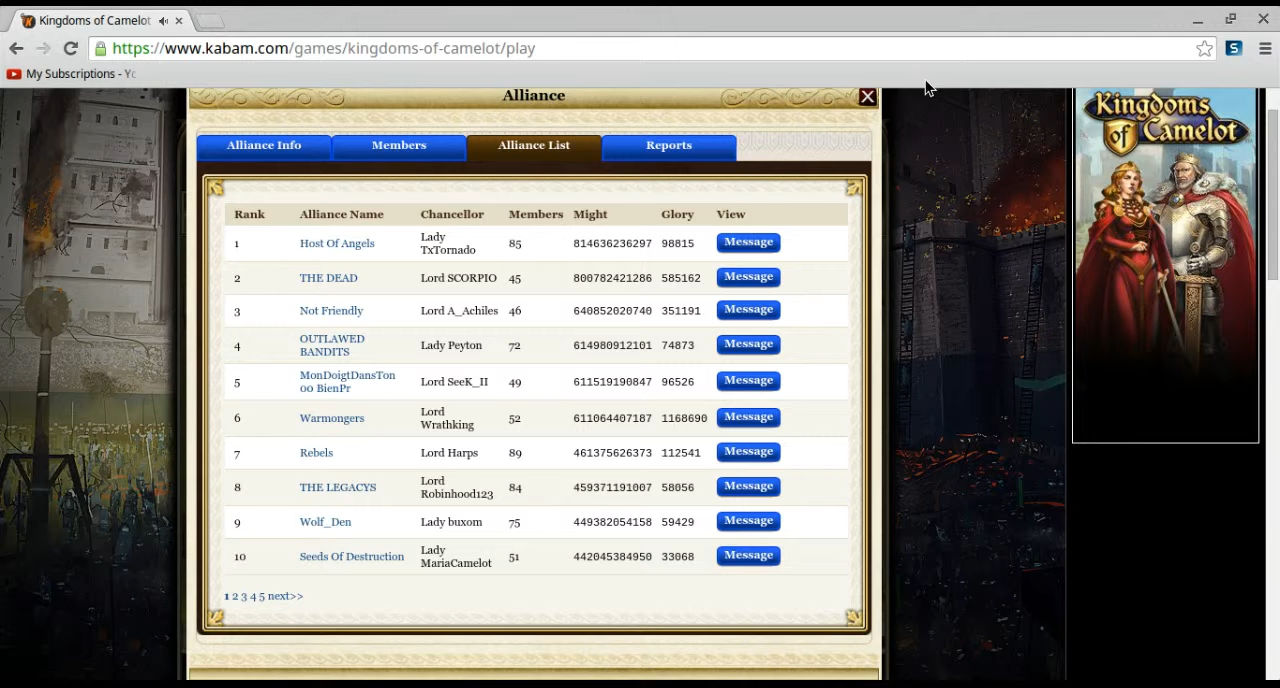 Kingdoms of Camelot
https://www.kabam.com/games/kingdoms-of-camelot/play
My Subscriptions - Yo
Alliance
Alliance Info Members Alliance List Reports
Rank Alliance Name Chancellor Members Might Glory View
1 Host Of Angels Lady TxTornado 85 814636236297 98815 Message
2 THE DEAD Lord SCORPIO 45 800782421286 585162 Message
3 Not Friendly Lord A_Achiles 46 640852020740 351191 Message
4 OUTLAWED BANDITS Lady Peyton 72 614980912101 74873 Message
5 MonDoigtDansTon oo BienPr Lord SeeK_II 49 611519190847 96526 Message
6 Warmongers Lord Wrathking 52 611064407187 1168690 Message
7 Rebels Lord Harps 89 461375626373 112541 Message
8 THE LEGACYS Lord Robinhood123 84 459371191007 58056 Message
9 Wolf_Den Lady buxom 75 449382054158 59429 Message
10 Seeds Of Destruction Lady MariaCamelot 51 442045384950 33068 Message
1 2 3 4 5 next>>
Kingdoms
of Camelot